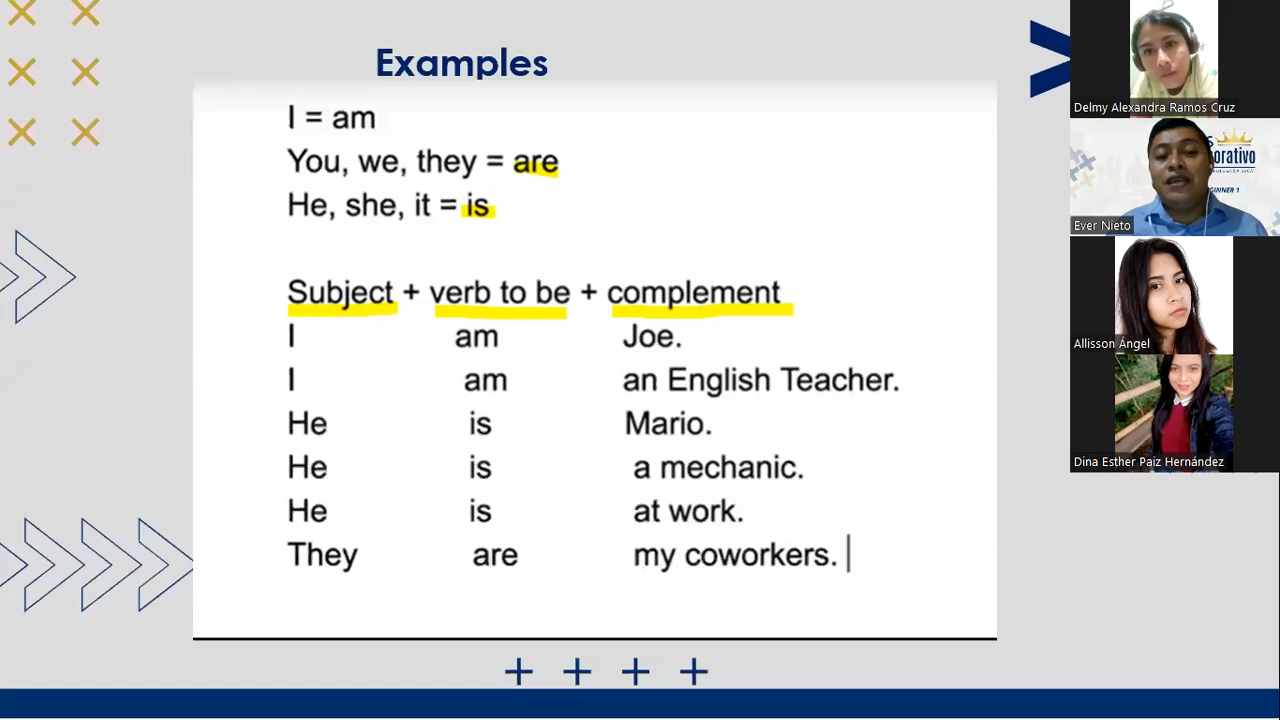 Examples
I = am
You, we, they = are
He, she, it = is
Subject + verb to be + complement
I am Joe.
I am an English Teacher.
He is Mario.
He is a mechanic.
He is at work.
They are my coworkers.
Delmy Alexandra Ramos Cruz
Ever Nieto
Allisson Ángel
Dina Esther Paiz Hernández